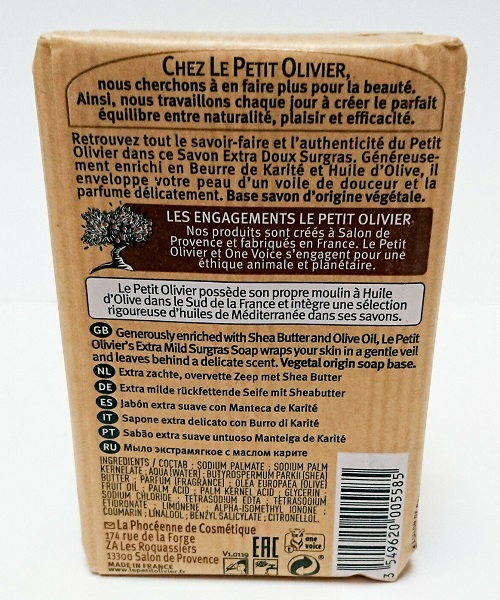 CHEZ LE PETIT OLIVIER,
nous cherchons à en faire plus pour la beauté.
Ainsi, nous travaillons chaque jour à créer le parfait
équilibre entre naturalité, plaisir et efficacité.
Retrouvez tout le savoir-faire et l'authenticité du Petit
Olivier dans ce Savon Extra Doux Surgras. Généreuse-
ment enrichi en Beurre de Karité et Huile d'Olive, il
enveloppe votre peau d'un voile de douceur et la
parfume délicatement. Base savon d'origine végétale.
LES ENGAGEMENTS LE PETIT OLIVIER
Nos produits sont créés à Salon de
Provence et fabriqués en France. Le Petit
Olivier et One Voice s'engagent pour une
éthique animale et planétaire.
Le Petit Olivier possède son propre moulin à Huile
d'Olive dans le Sud de la France et intègre une sélection
rigoureuse d'huiles de Méditerranée dans ses savons.
GB Generously enriched with Shea Butter and Olive Oil, Le Petit
Olivier's Extra Mild Surgras Soap wraps your skin in a gentle veil
and leaves behind a delicate scent. Vegetal origin soap base.
NL Extra zachte, overvette Zeep met Shea Butter
DE Extra milde rückfettende Seife mit Sheabutter
ES Jabón extra suave con Manteca de Karité
IT Sapone extra delicato con Burro di Karité
PT Sabão extra suave untuoso Manteiga de Karité
RU Мыло экстрамягкое с маслом карите
INGREDIENTS / СОСТАВ : SODIUM PALMATE : SODIUM PALM
KERNELATE : AQUA (WATER) : BUTYROSPERMUM PARKII (SHEA)
BUTTER : PARFUM (FRAGRANCE) : OLEA EUROPAEA (OLIVE)
FRUIT OIL : PALM ACID : PALM KERNEL ACID : GLYCERIN :
SODIUM CHLORIDE : TETRASODIUM EDTA : TETRASODIUM
ETIDRONATE : LIMONENE : ALPHA-ISOMETHYL IONONE :
COUMARIN : LINALOOL : BENZYL SALICYLATE : CITRONELLOL.
La Phocéenne de Cosmétique
174 rue de la Forge
ZA Les Roquassiers
13300 Salon de Provence
MADE IN FRANCE
www.lepetitolivier.fr
V1.0119
EAC
one
voice
3 549620 005585